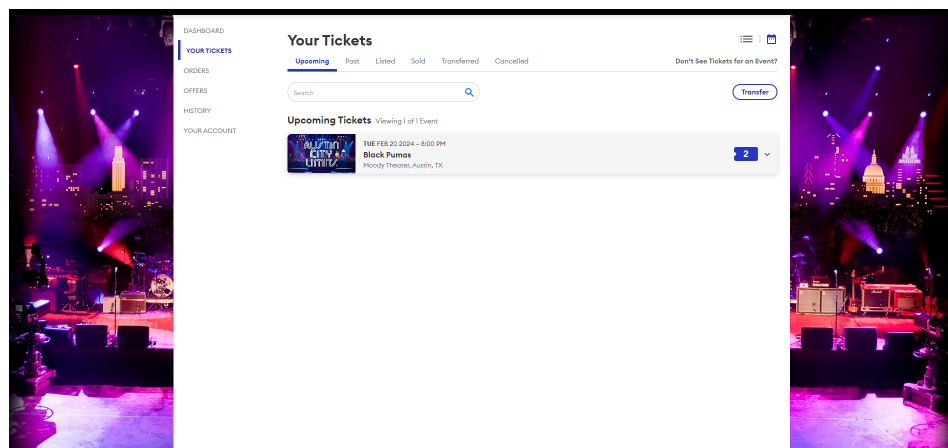 DASHBOARD
YOUR TICKETS
ORDERS
OFFERS
HISTORY
YOUR ACCOUNT
Your Tickets
Upcoming Past Listed Sold Transferred Cancelled Don't See Tickets for an Event?
Search
Transfer
Upcoming Tickets Viewing 1 of 1 Event
AUSTIN
CITY
LIMITS
TUE FEB 20 2024 – 8:00 PM
Black Pumas
Moody Theater, Austin, TX
2